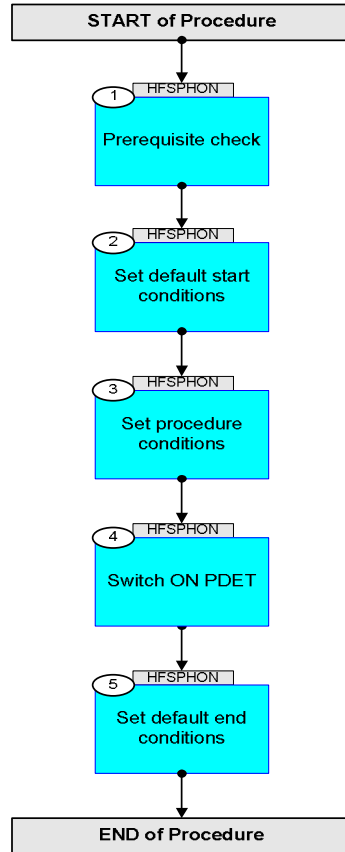 START of Procedure
HFSPHON
1
Prerequisite check
HFSPHON
2
Set default start
conditions
HFSPHON
3
Set procedure
conditions
HFSPHON
4
Switch ON PDET
HFSPHON
5
Set default end
conditions
END of Procedure